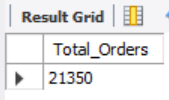 Result Grid
Total_Orders
21350